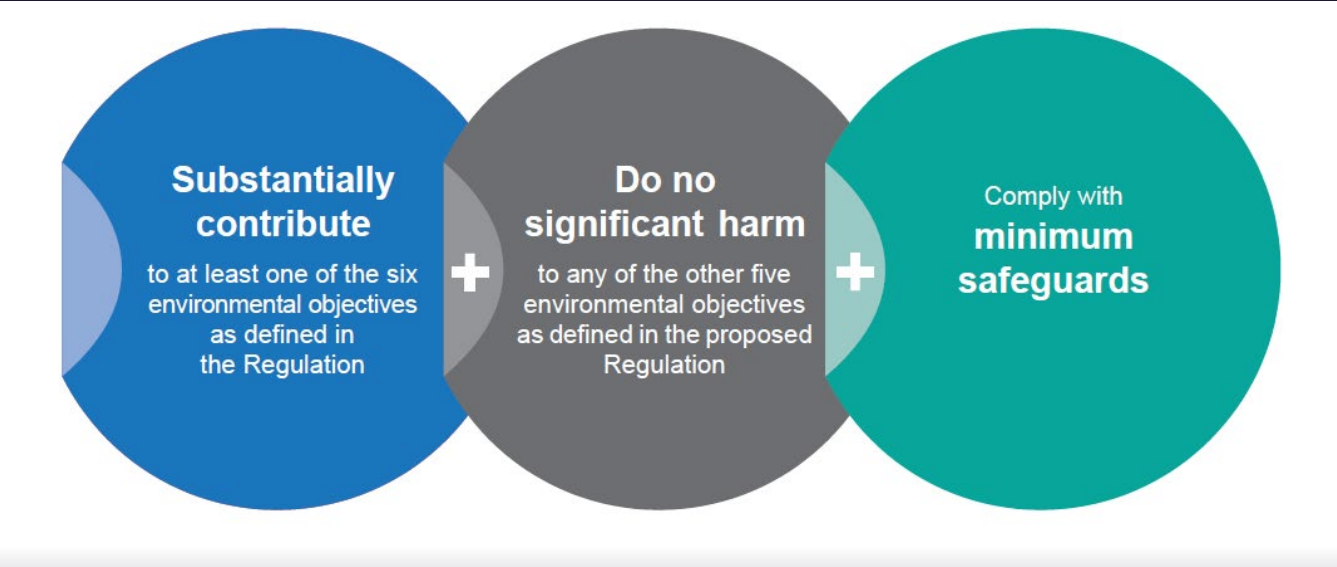 Substantially
contribute
to at least one of the six
environmental objectives
as defined in
the Regulation
+
Do no
significant harm
to any of the other five
environmental objectives
as defined in the proposed
Regulation
+
Comply with
minimum
safeguards